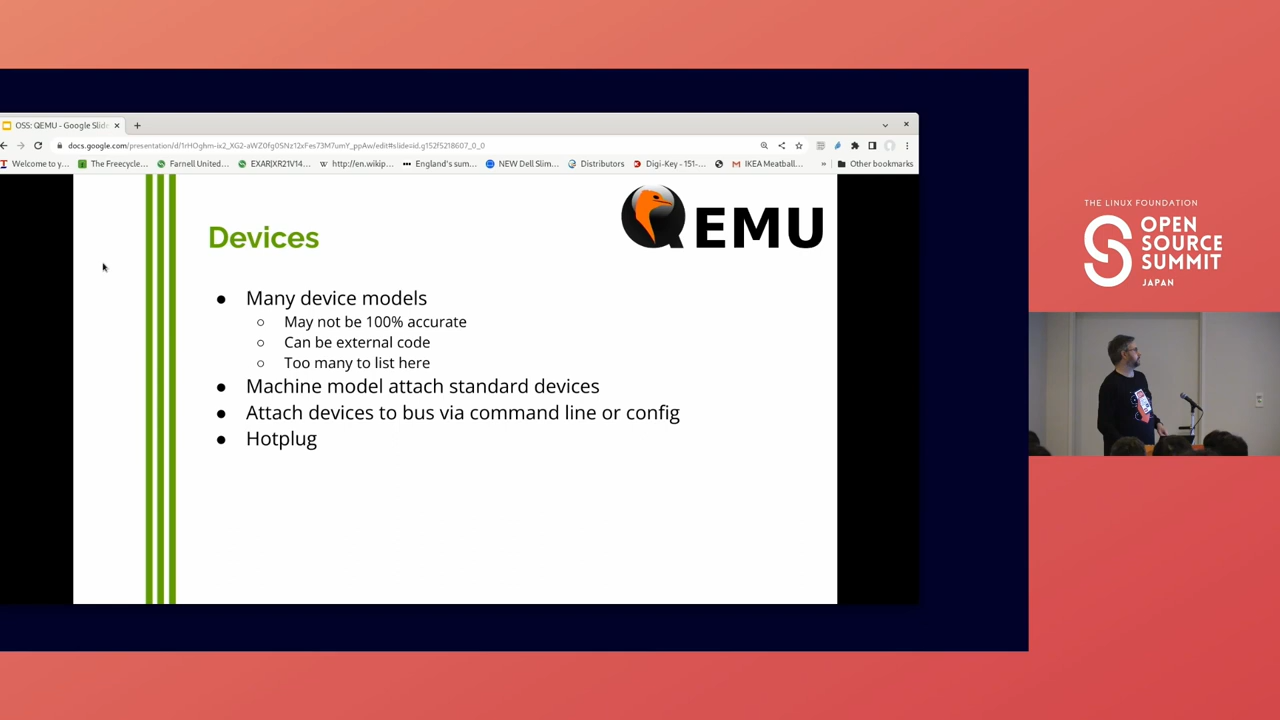 OSS: QEMU - Google Slide
docs.google.com/presentation/d/1rHOghm-ix2_XG2-aWZ0fg0SNz12xFes73M7umY_ppAw/edit#slide=id.g152f5218607_0_0
Welcome to y...
The Freecycle...
Farnell United...
EXAR|XR21V14...
http://en.wikip...
England's sum...
NEW Dell Slim...
Distributors
Digi-Key - 151-...
IKEA Meatball...
»
Other bookmarks
QEMU
Devices
● Many device models
○ May not be 100% accurate
○ Can be external code
○ Too many to list here
● Machine model attach standard devices
● Attach devices to bus via command line or config
● Hotplug
THE LINUX FOUNDATION
OPEN
SOURCE
SUMMIT
JAPAN